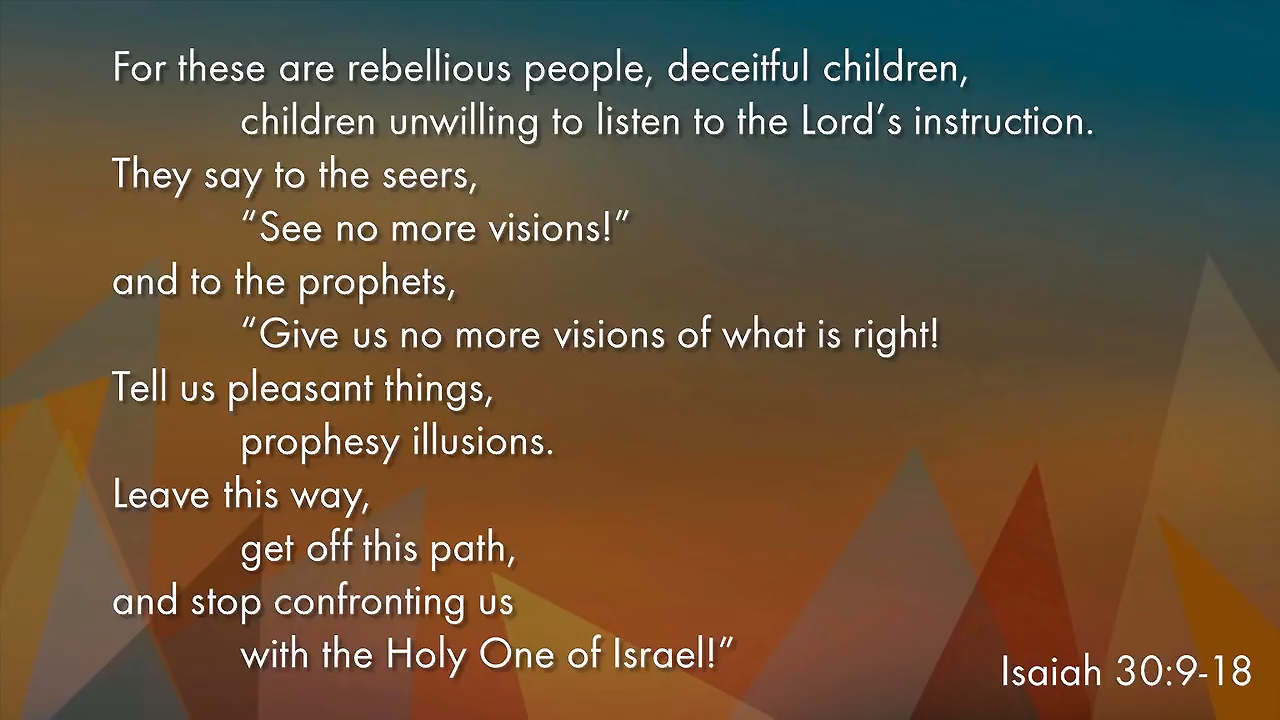 For these are rebellious people, deceitful children,
children unwilling to listen to the Lord’s instruction.
They say to the seers,
“See no more visions!”
and to the prophets,
“Give us no more visions of what is right!
Tell us pleasant things,
prophesy illusions.
Leave this way,
get off this path,
and stop confronting us
with the Holy One of Israel!”
Isaiah 30:9-18